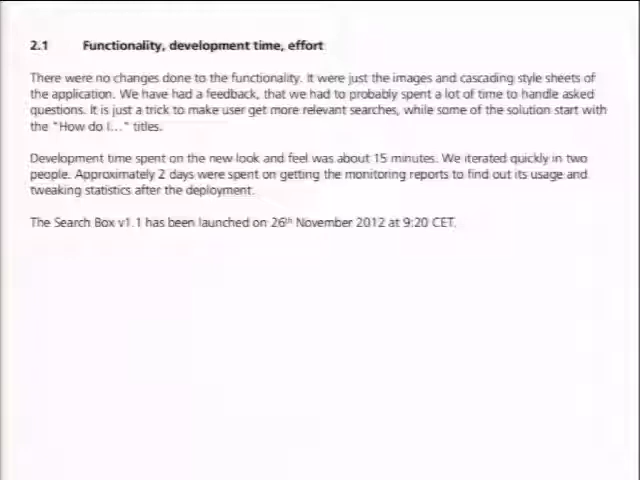 2.1 Functionality, development time, effort
There were no changes done to the functionality. It were just the images and cascading style sheets of
the application. We have had a feedback, that we had to probably spent a lot of time to handle asked
questions. It is just a trick to make user get more relevant searches, while some of the solution start with
the "How do I..." titles.
Development time spent on the new look and feel was about 15 minutes. We iterated quickly in two
people. Approximately 2 days were spent on getting the monitoring reports to find out its usage and
tweaking statistics after the deployment.
The Search Box v1.1 has been launched on 26th November 2012 at 9:20 CET.